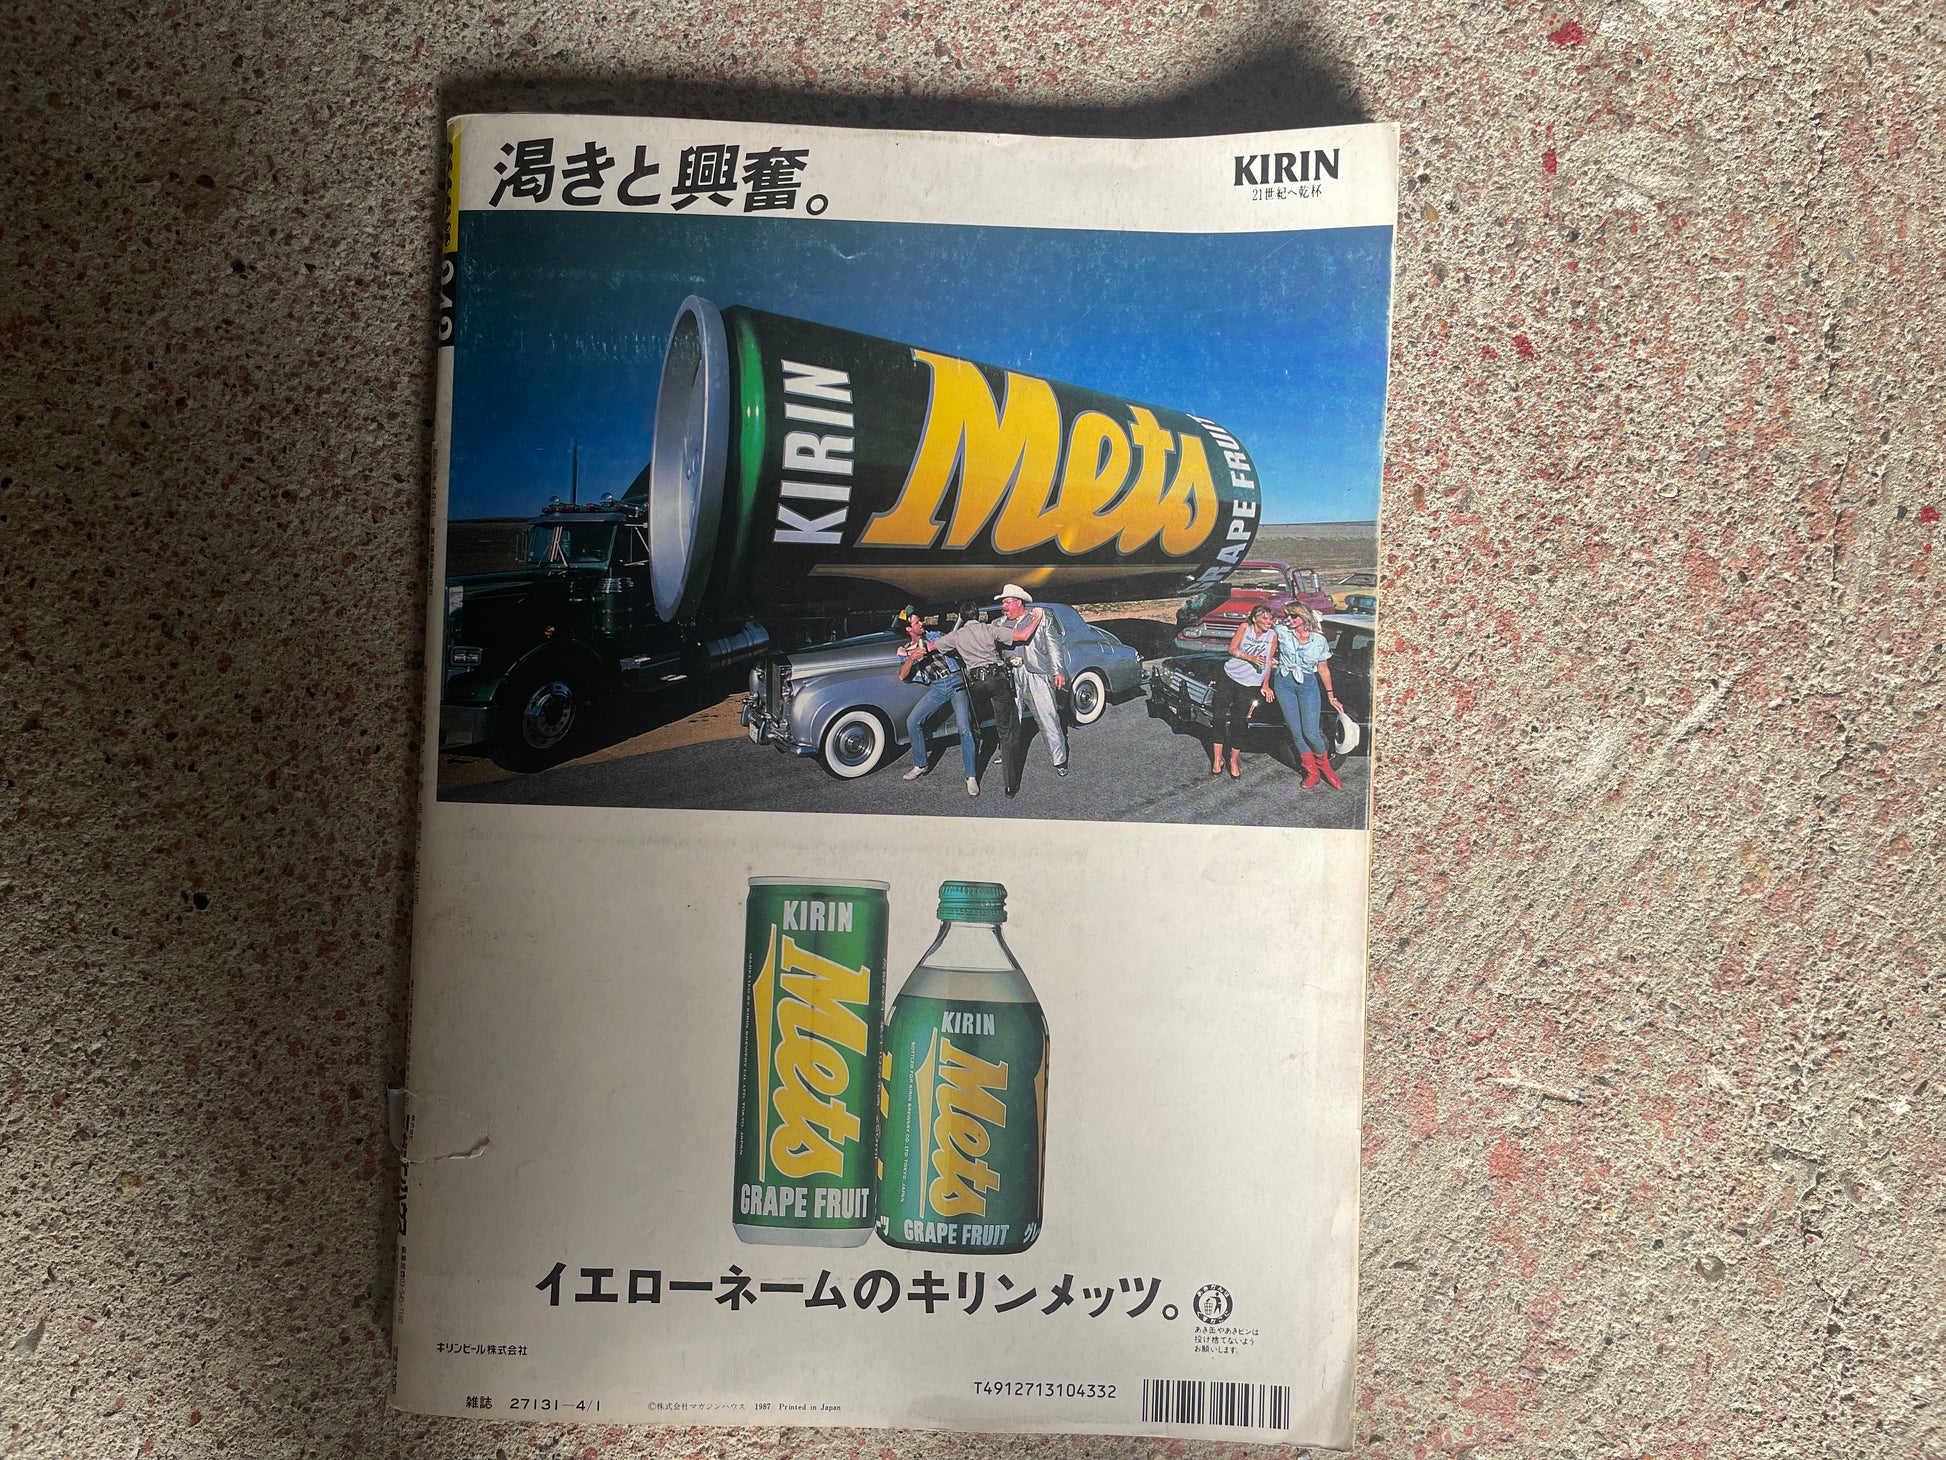 渇きと興奮。
KIRIN
21世紀へ乾杯
KIRIN
Mets
KIRIN
Mets
GRAPE FRUIT
KIRIN
Mets
GRAPE FRUIT
イエローネームのキリンメッツ。
あき缶やあきビンは
投げ捨てないよう
お願いします。
キリンビール株式会社
T4912713104332
雑誌 27131-4/1
©株式会社マガジンハウス 1987 Printed in Japan